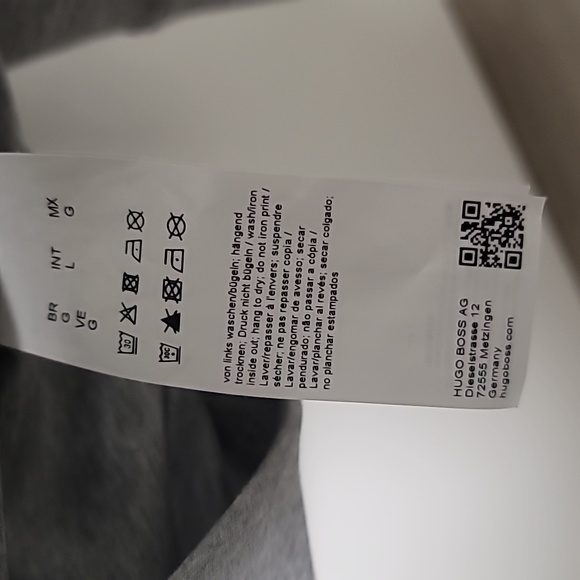 BR INT MX
G L G
VE
G
30
30C
von links waschen/bügeln; hängend
trocknen; Druck nicht bügeln / wash/iron
inside out; hang to dry; do not iron print /
Laver/repasser à l'envers; suspendre
sécher; ne pas repasser copia /
Lavar/engomar de avesso; secar
pendurado; não passar a cópia /
Lavar/planchar al revés; secar colgado;
no planchar estampados
HUGO BOSS AG
Dieselstrasse 12
72555 Metzingen
Germany
hugoboss.com